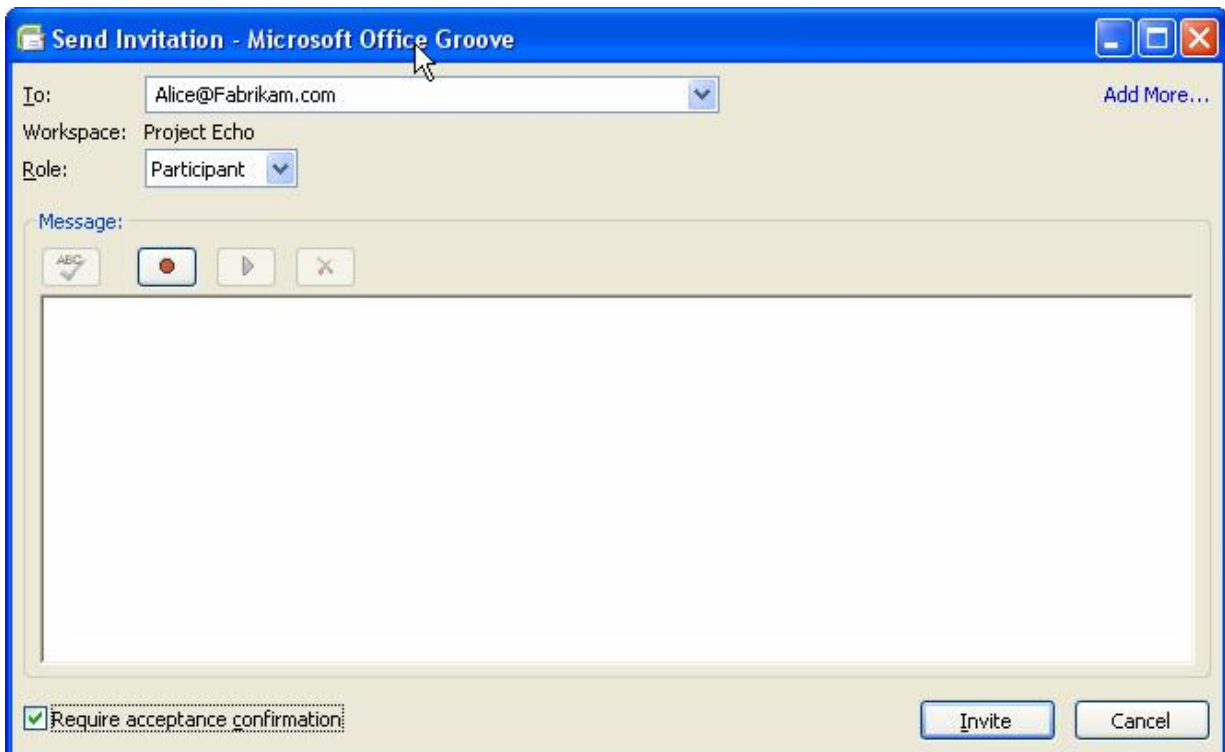 Send Invitation - Microsoft Office Groove
To: Alice@Fabrikam.com Add More...
Workspace: Project Echo
Role: Participant
Message:
ABC
Require acceptance confirmation Invite Cancel